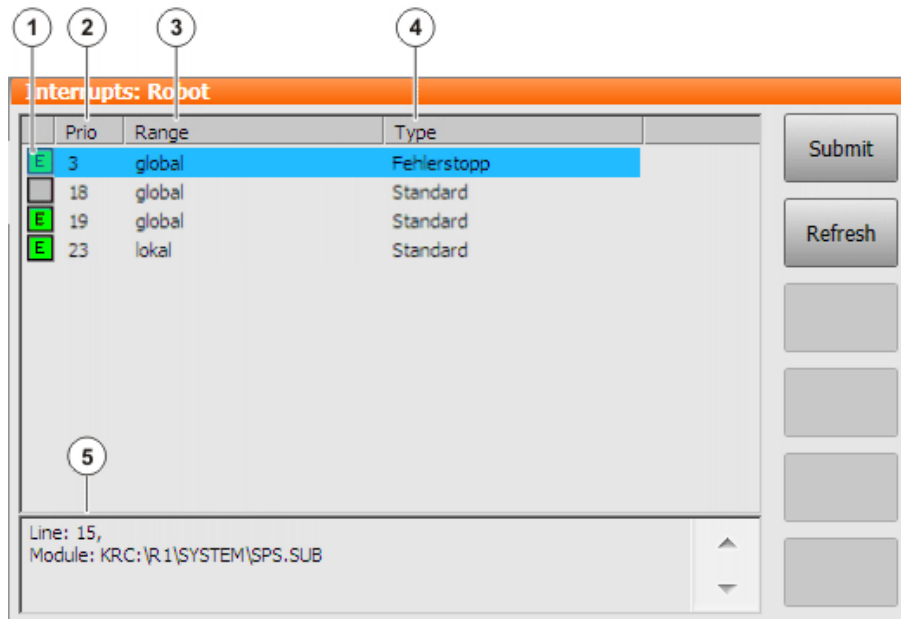 1 2 3 4
Interrupts: Robot
Prio Range Type
E 3 global Fehlerstopp
18 global Standard
E 19 global Standard
E 23 lokal Standard
Submit
Refresh
5
Line: 15,
Module: KRC:\R1\SYSTEM\SPS.SUB